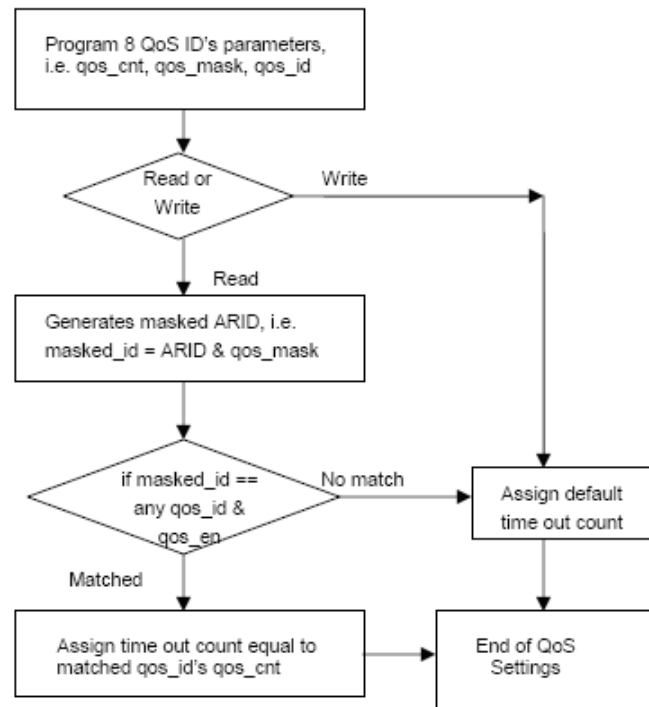 Program 8 QoS ID's parameters,
i.e. qos_cnt, qos_mask, qos_id
Read or
Write
Write
Read
Generates masked ARID, i.e.
masked_id = ARID & qos_mask
if masked_id ==
any qos_id &
qos_en
No match
Assign default
time out count
Matched
Assign time out count equal to
matched qos_id's qos_cnt
End of QoS
Settings